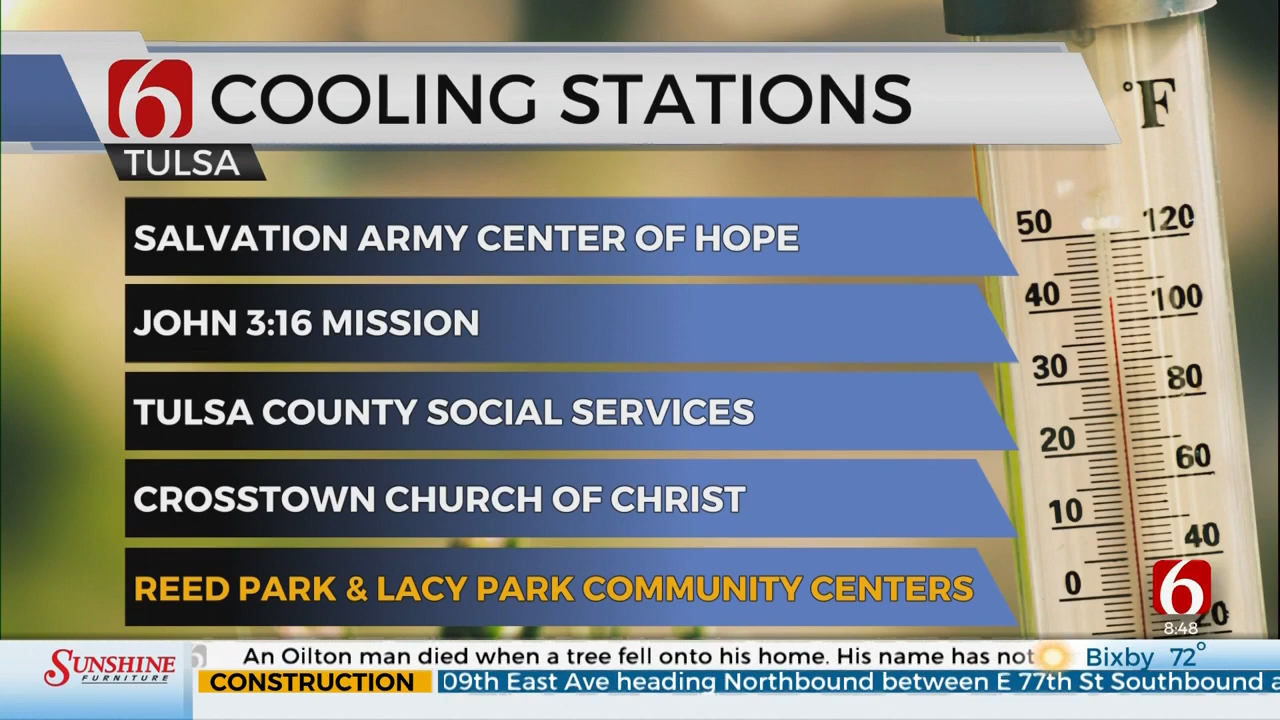 6 COOLING STATIONS
TULSA
°F
SALVATION ARMY CENTER OF HOPE
JOHN 3:16 MISSION
TULSA COUNTY SOCIAL SERVICES
CROSSTOWN CHURCH OF CHRIST
REED PARK & LACY PARK COMMUNITY CENTERS
50 120
40 100
30 80
20 60
10 40
0 20
6
8:48
SUNSHINE
FURNITURE
An Oilton man died when a tree fell onto his home. His name has not
Bixby 72°
CONSTRUCTION 09th East Ave heading Northbound between E 77th St Southbound a